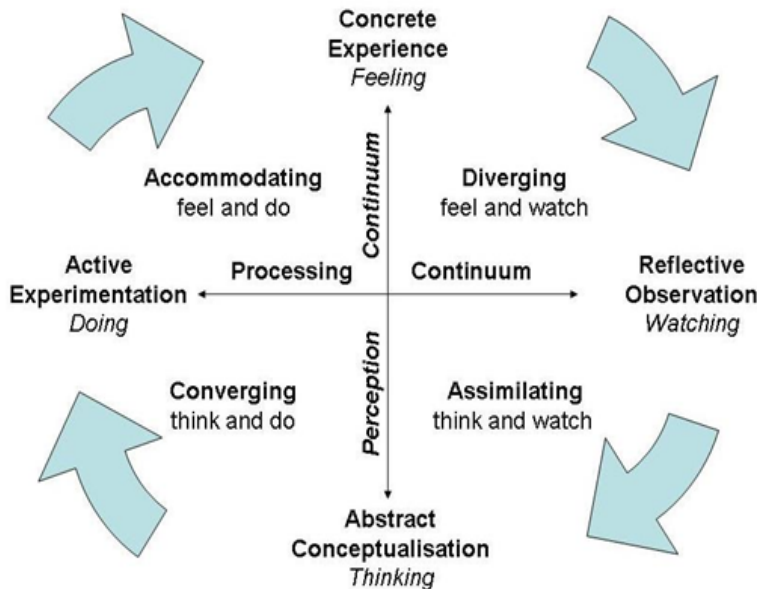 Concrete
Experience
Feeling
Accommodating
feel and do
Continuum
Diverging
feel and watch
Active
Experimentation
Doing
Processing
Continuum
Reflective
Observation
Watching
Converging
think and do
Perception
Assimilating
think and watch
Abstract
Conceptualisation
Thinking